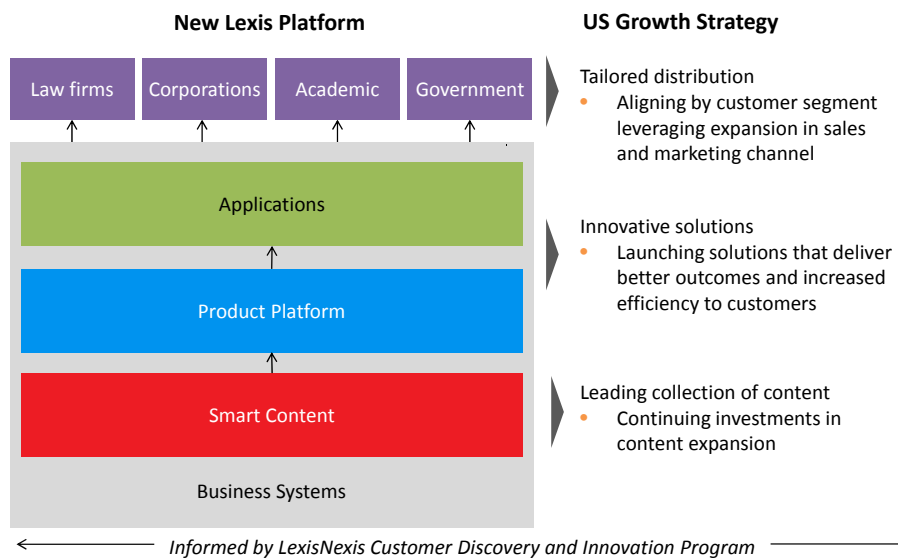 New Lexis Platform
US Growth Strategy
Law firms
Corporations
Academic
Government
Applications
Product Platform
Smart Content
Business Systems
Tailored distribution
• Aligning by customer segment
leveraging expansion in sales
and marketing channel
Innovative solutions
• Launching solutions that deliver
better outcomes and increased
efficiency to customers
Leading collection of content
• Continuing investments in
content expansion
Informed by LexisNexis Customer Discovery and Innovation Program